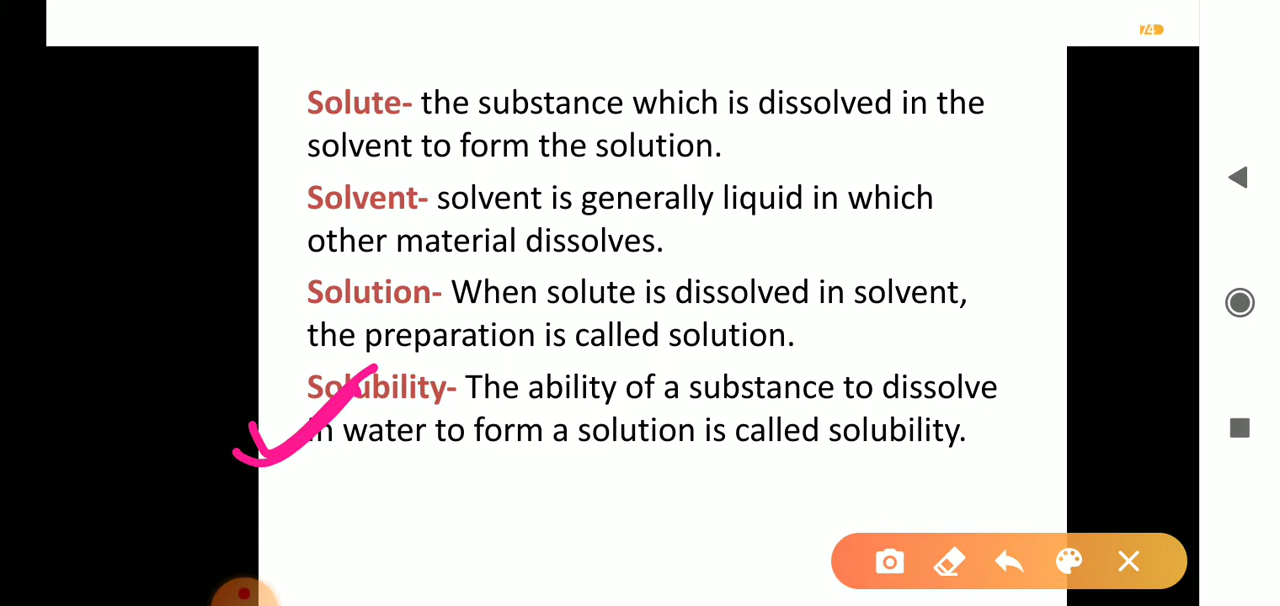 74
Solute- the substance which is dissolved in the
solvent to form the solution.
Solvent- solvent is generally liquid in which
other material dissolves.
Solution- When solute is dissolved in solvent,
the preparation is called solution.
Solubility- The ability of a substance to dissolve
in water to form a solution is called solubility.